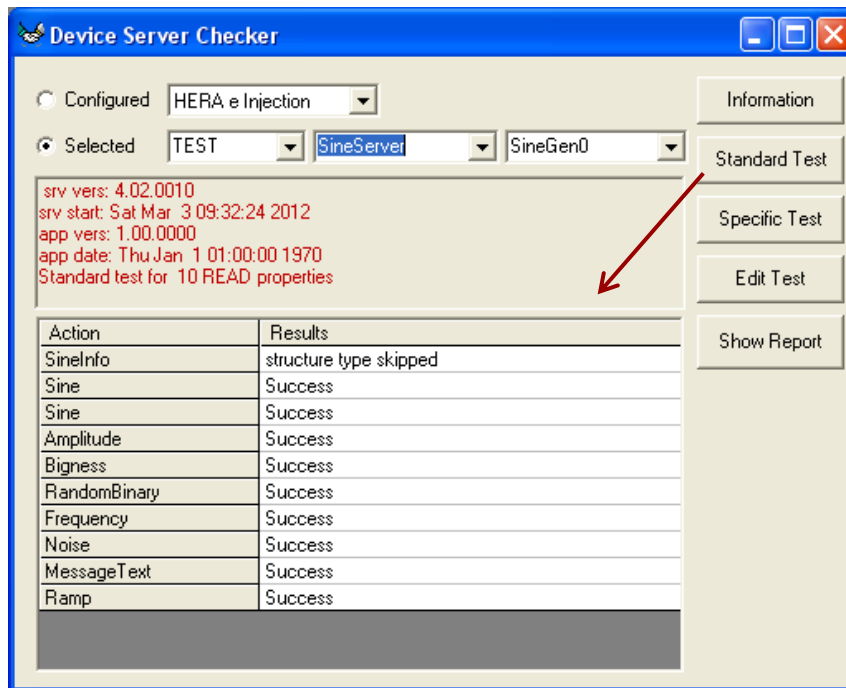 Device Server Checker
Configured HERA e Injection Information
Selected TEST SineServer SineGen0 Standard Test
srv vers: 4.02.0010
srv start: Sat Mar 3 09:32:24 2012
app vers: 1.00.0000
app date: Thu Jan 1 01:00:00 1970
Standard test for 10 READ properties
Specific Test
Edit Test
Show Report
Action Results
SineInfo structure type skipped
Sine Success
Sine Success
Amplitude Success
Bigness Success
RandomBinary Success
Frequency Success
Noise Success
MessageText Success
Ramp Success